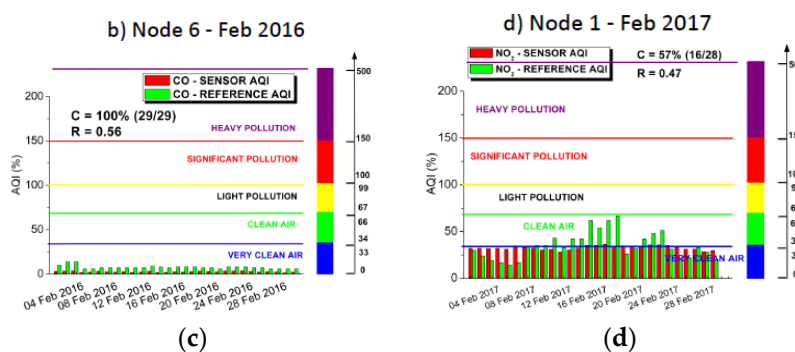 b) Node 6 - Feb 2016
CO - SENSOR AQI
CO - REFERENCE AQI
C = 100% (29/29)
R = 0.56
HEAVY POLLUTION
SIGNIFICANT POLLUTION
LIGHT POLLUTION
CLEAN AIR
VERY CLEAN AIR
AQI (%)
200
150
100
50
0
500
150
100
99
67
66
34
33
0
04 Feb 2016
08 Feb 2016
12 Feb 2016
16 Feb 2016
20 Feb 2016
24 Feb 2016
28 Feb 2016
(c)
d) Node 1 - Feb 2017
NO2 - SENSOR AQI
NO2 - REFERENCE AQI
C = 57% (16/28)
R = 0.47
HEAVY POLLUTION
SIGNIFICANT POLLUTION
LIGHT POLLUTION
CLEAN AIR
VERY CLEAN AIR
AQI (%)
200
150
100
50
0
04 Feb 2017
08 Feb 2017
12 Feb 2017
16 Feb 2017
20 Feb 2017
24 Feb 2017
28 Feb 2017
(d)